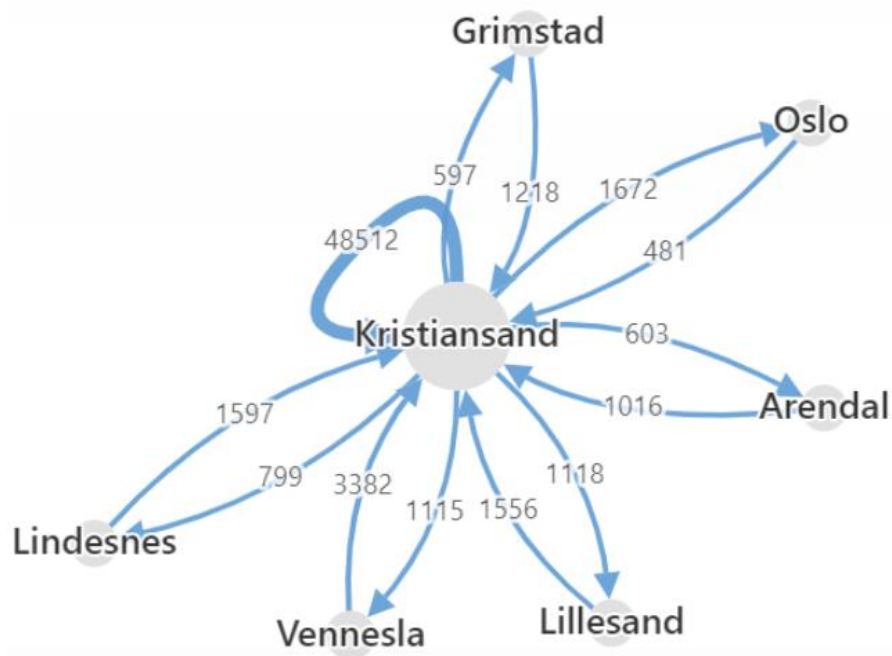 Grimstad
Oslo
597
1218
1672
48512
481
Kristiansand
603
Arendal
1016
1597
1118
799
3382
1115
1556
Lindesnes
Vennesla
Lillesand